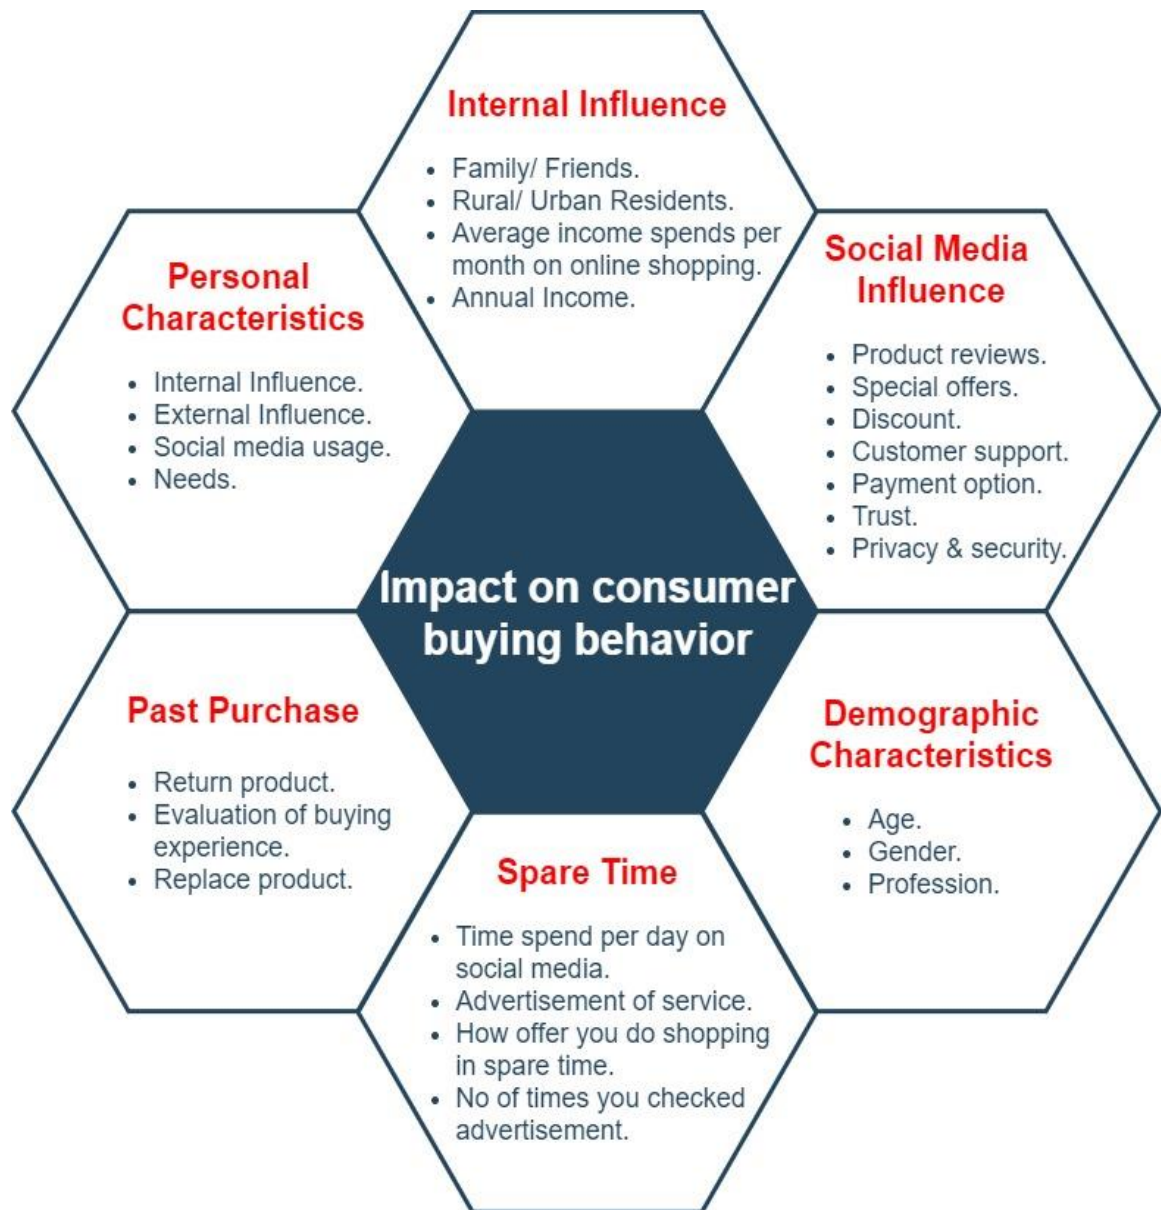 Internal Influence
• Family/ Friends.
• Rural/ Urban Residents.
• Average income spends per
month on online shopping.
• Annual Income.
Personal
Characteristics
• Internal Influence.
• External Influence.
• Social media usage.
• Needs.
Social Media
Influence
• Product reviews.
• Special offers.
• Discount.
• Customer support.
• Payment option.
• Trust.
• Privacy & security.
Impact on consumer
buying behavior
Past Purchase
• Return product.
• Evaluation of buying
experience.
• Replace product.
Demographic
Characteristics
• Age.
• Gender.
• Profession.
Spare Time
• Time spend per day on
social media.
• Advertisement of service.
• How offer you do shopping
in spare time.
• No of times you checked
advertisement.